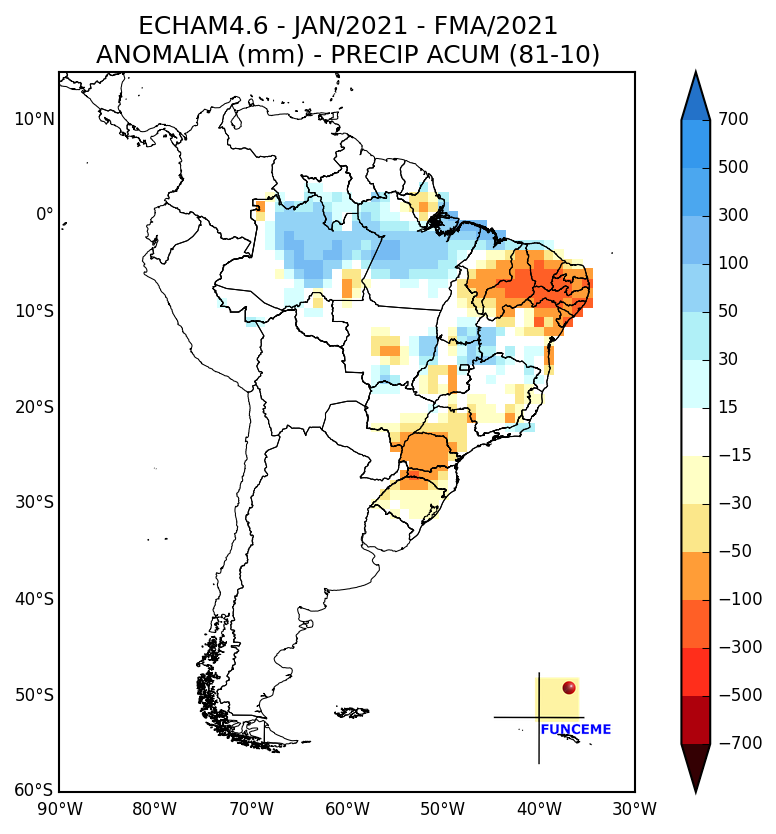 ECHAM4.6 - JAN/2021 - FMA/2021
ANOMALIA (mm) - PRECIP ACUM (81-10)
10°N
0°
10°S
20°S
30°S
40°S
50°S
60°S
90°W 80°W 70°W 60°W 50°W 40°W 30°W
700
500
300
100
50
30
15
−15
−30
−50
−100
−300
−500
−700
FUNCEME